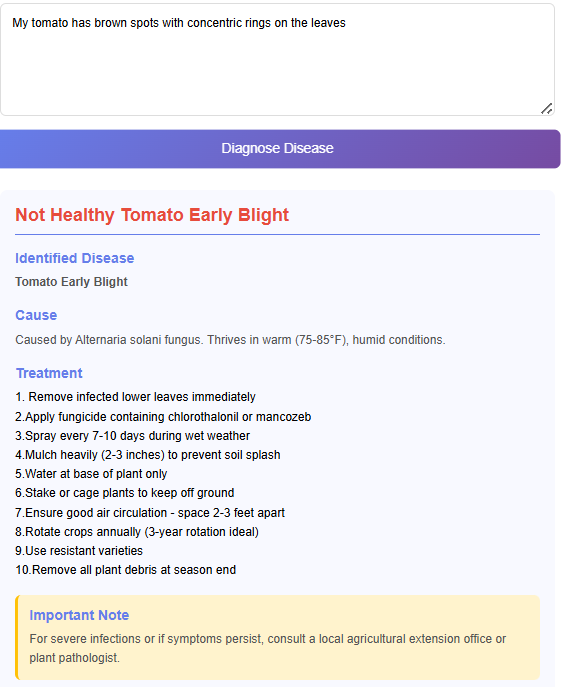 My tomato has brown spots with concentric rings on the leaves
Diagnose Disease
Not Healthy Tomato Early Blight
Identified Disease
Tomato Early Blight
Cause
Caused by Alternaria solani fungus. Thrives in warm (75-85°F), humid conditions.
Treatment
1. Remove infected lower leaves immediately
2.Apply fungicide containing chlorothalonil or mancozeb
3.Spray every 7-10 days during wet weather
4.Mulch heavily (2-3 inches) to prevent soil splash
5.Water at base of plant only
6.Stake or cage plants to keep off ground
7.Ensure good air circulation - space 2-3 feet apart
8.Rotate crops annually (3-year rotation ideal)
9.Use resistant varieties
10.Remove all plant debris at season end
Important Note
For severe infections or if symptoms persist, consult a local agricultural extension office or
plant pathologist.